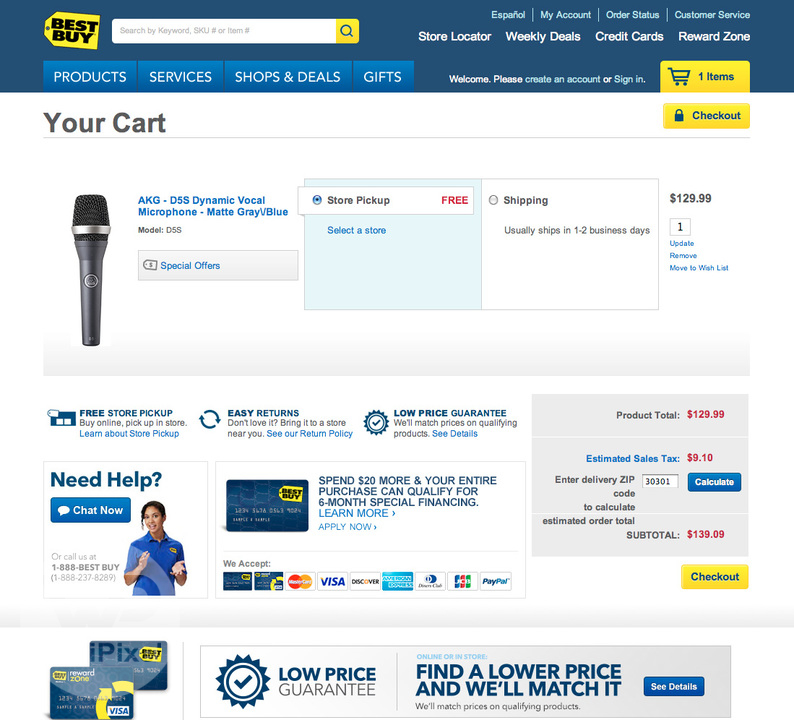 BEST
BUY
Search by Keyword, SKU # or Item #
Español
My Account
Order Status
Customer Service
Store Locator
Weekly Deals
Credit Cards
Reward Zone
PRODUCTS
SERVICES
SHOPS & DEALS
GIFTS
Welcome. Please create an account or Sign in.
1 Items
Your Cart
Checkout
AKG - D5S Dynamic Vocal
Microphone - Matte Gray\/Blue
Model: D5S
Special Offers
Store Pickup
FREE
Select a store
Shipping
Usually ships in 1-2 business days
$129.99
1
Update
Remove
Move to Wish List
FREE STORE PICKUP
Buy online, pick up in store.
Learn about Store Pickup
EASY RETURNS
Don't love it? Bring it to a store
near you. See our Return Policy
LOW PRICE GUARANTEE
We'll match prices on qualifying
products. See Details
Product Total: $129.99
Estimated Sales Tax: $9.10
Enter delivery ZIP
code
to calculate
estimated order total
30301
Calculate
SUBTOTAL: $139.09
Checkout
Need Help?
Chat Now
Or call us at
1-888-BEST BUY
(1-888-237-8289)
BEST
BUY
SPEND $20 MORE & YOUR ENTIRE
PURCHASE CAN QUALIFY FOR
6-MONTH SPECIAL FINANCING.
LEARN MORE ›
APPLY NOW ›
We Accept:
MasterCard
VISA
DISCOVER
AMERICAN
EXPRESS
Diners Club
JCB
PayPal
iPixod
BEST
BUY
reward
zone
VISA
LOW PRICE
GUARANTEE
ONLINE OR IN STORE:
FIND A LOWER PRICE
AND WE'LL MATCH IT
We'll match prices on qualifying products.
See Details